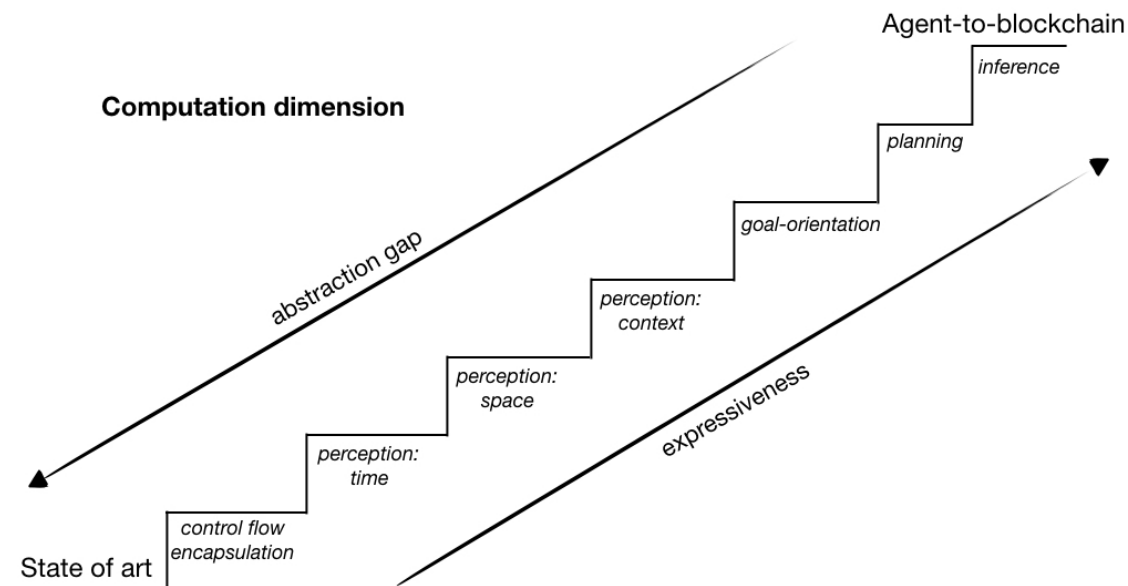 Agent-to-blockchain
inference
Computation dimension
planning
goal-orientation
abstraction gap
perception:
context
perception:
space
expressiveness
perception:
time
control flow
encapsulation
State of art